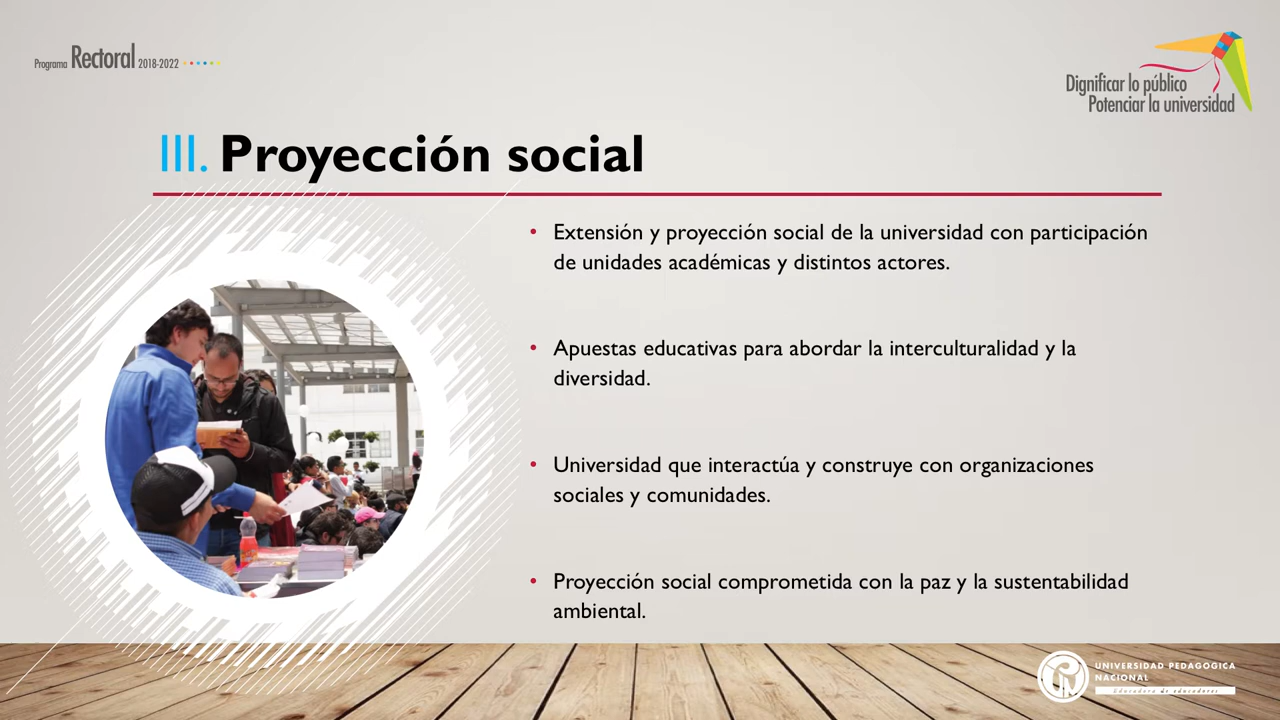 Programa Rectoral 2018-2022
Dignificar lo público
Potenciar la universidad
III. Proyección social
• Extensión y proyección social de la universidad con participación
de unidades académicas y distintos actores.
• Apuestas educativas para abordar la interculturalidad y la
diversidad.
• Universidad que interactúa y construye con organizaciones
sociales y comunidades.
• Proyección social comprometida con la paz y la sustentabilidad
ambiental.
UNIVERSIDAD PEDAGOGICA
NACIONAL
Educadora de educadores